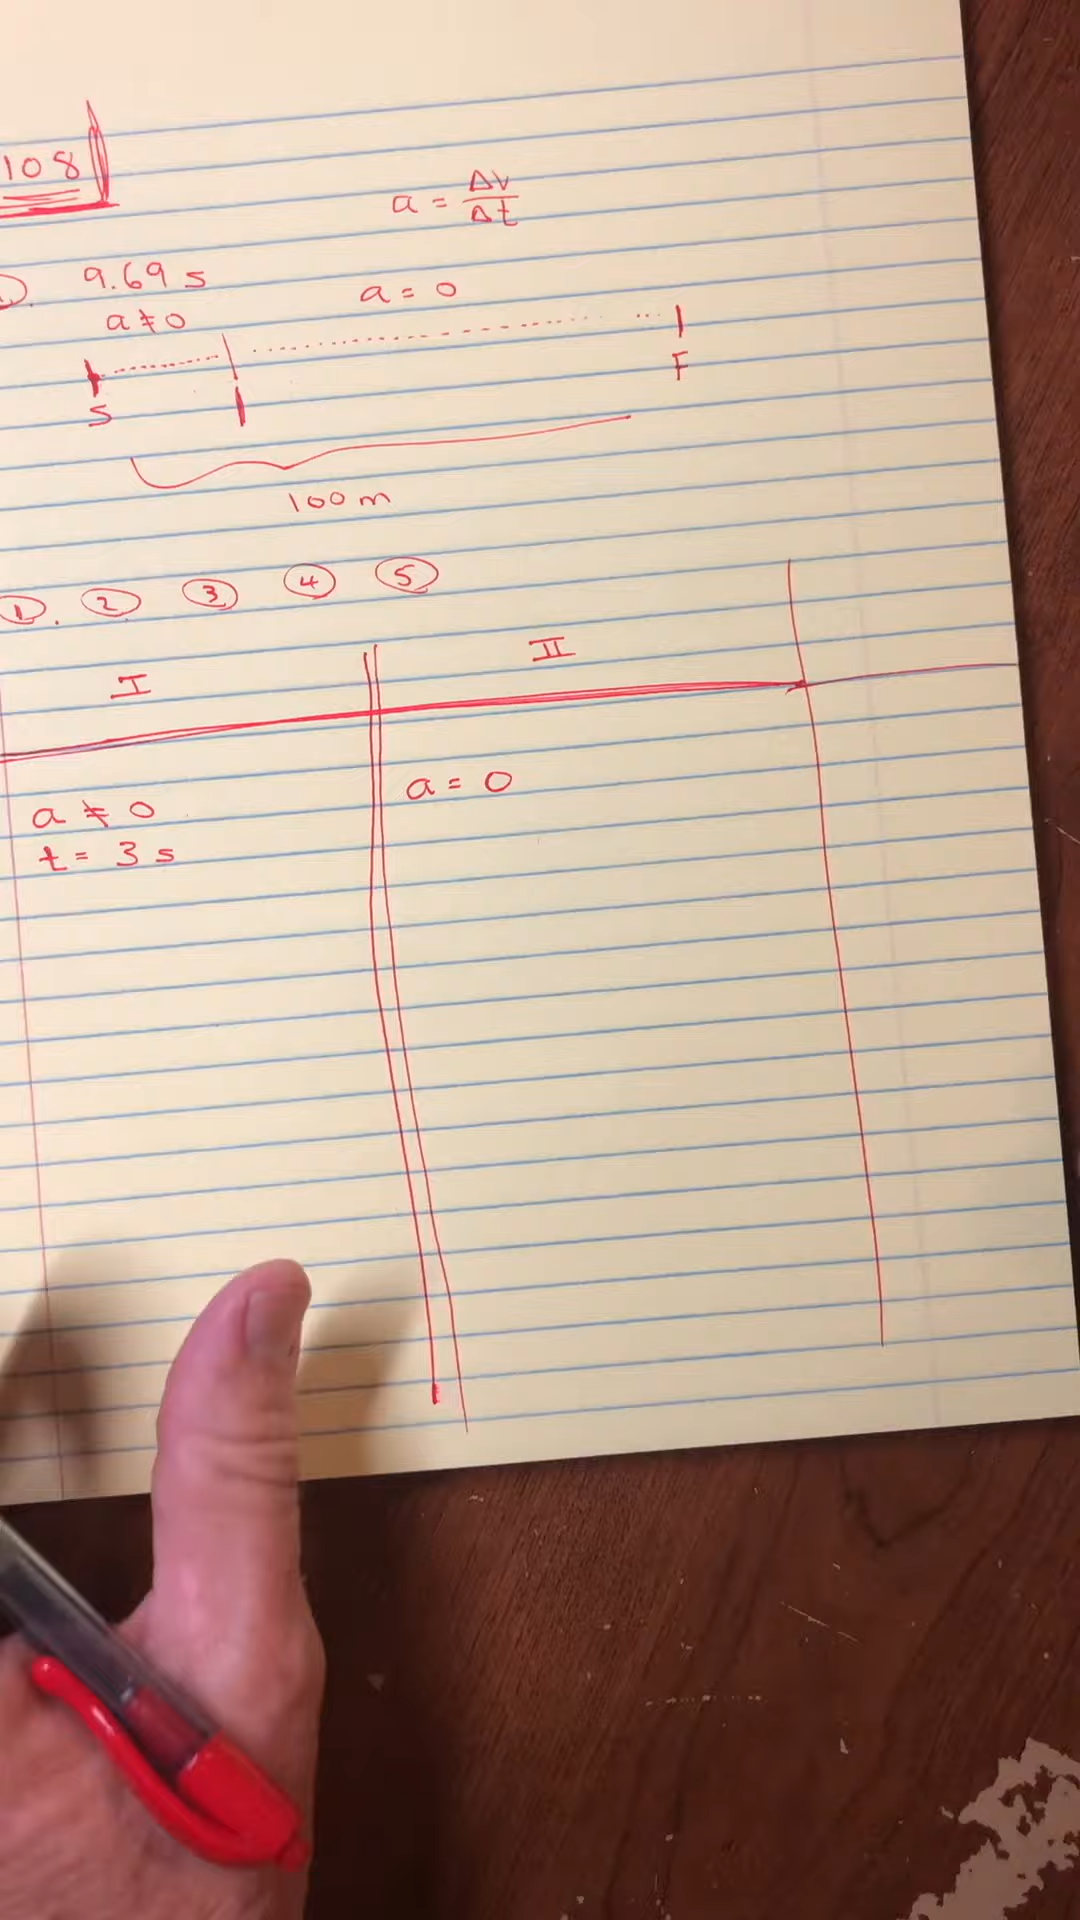 108
a = Δv/Δt
9.69 s
a ≠ 0
a = 0
S
F
100 m
① . ② ③ ④ ⑤
I
II
a ≠ 0
a = 0
t = 3 s